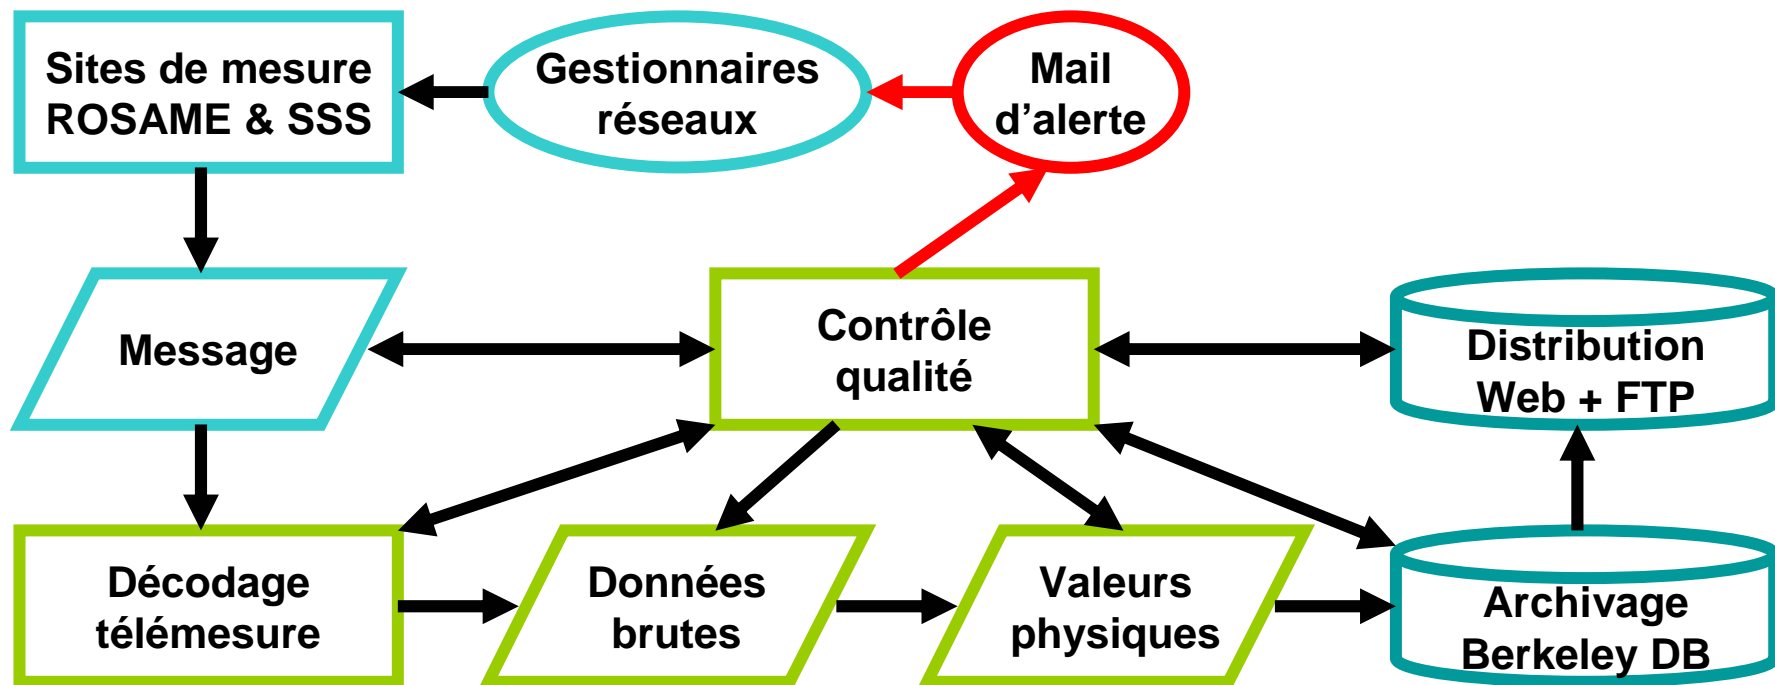 Sites de mesure
ROSAME & SSS
Gestionnaires
réseaux
Mail
d’alerte
Message
Contrôle
qualité
Distribution
Web + FTP
Décodage
télémesure
Données
brutes
Valeurs
physiques
Archivage
Berkeley DB